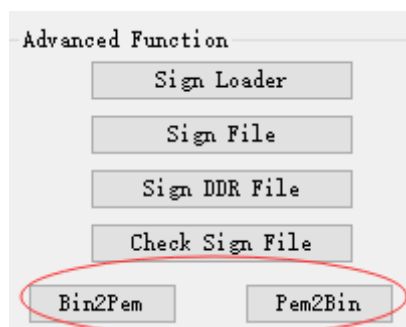 Advanced Function
Sign Loader
Sign File
Sign DDR File
Check Sign File
Bin2Pem Pem2Bin